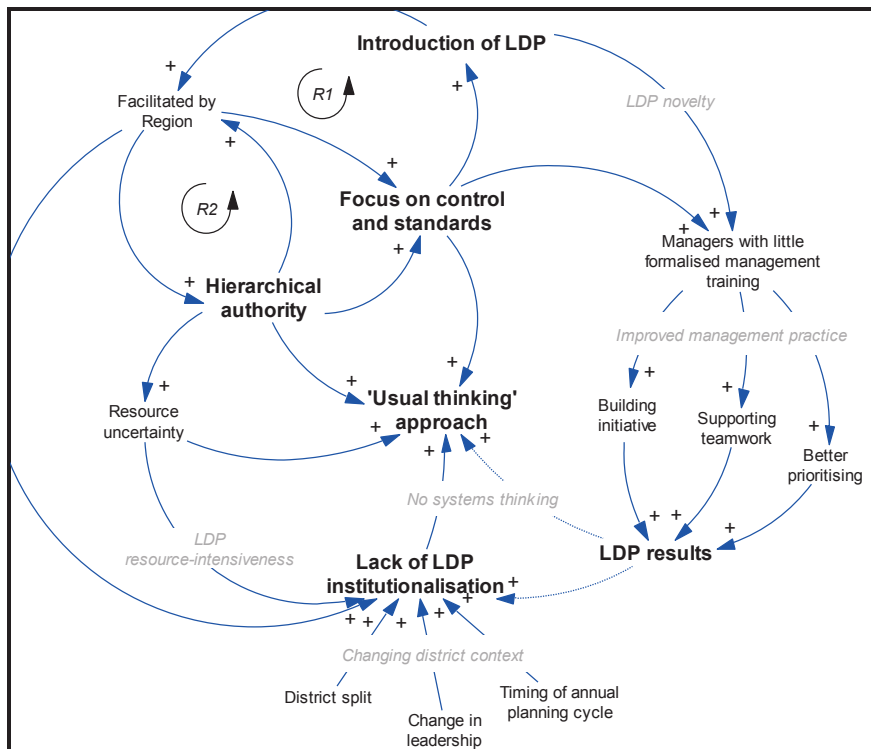 Introduction of LDP
+
+
R1
Facilitated by
Region
LDP novelty
+
+
R2
Focus on control
and standards
+
+
+
Managers with little
formalised management
training
+
+
Hierarchical
authority
Improved management practice
+
+
+
+
+
'Usual thinking'
approach
Building
initiative
Supporting
teamwork
+
Resource
uncertainty
+
+
+
Better
prioritising
No systems thinking
LDP
resource-intensiveness
+
+
+
LDP results
Lack of LDP
institutionalisation
+
+
+
+
+
+
Changing district context
District split
Timing of annual
planning cycle
Change in
leadership